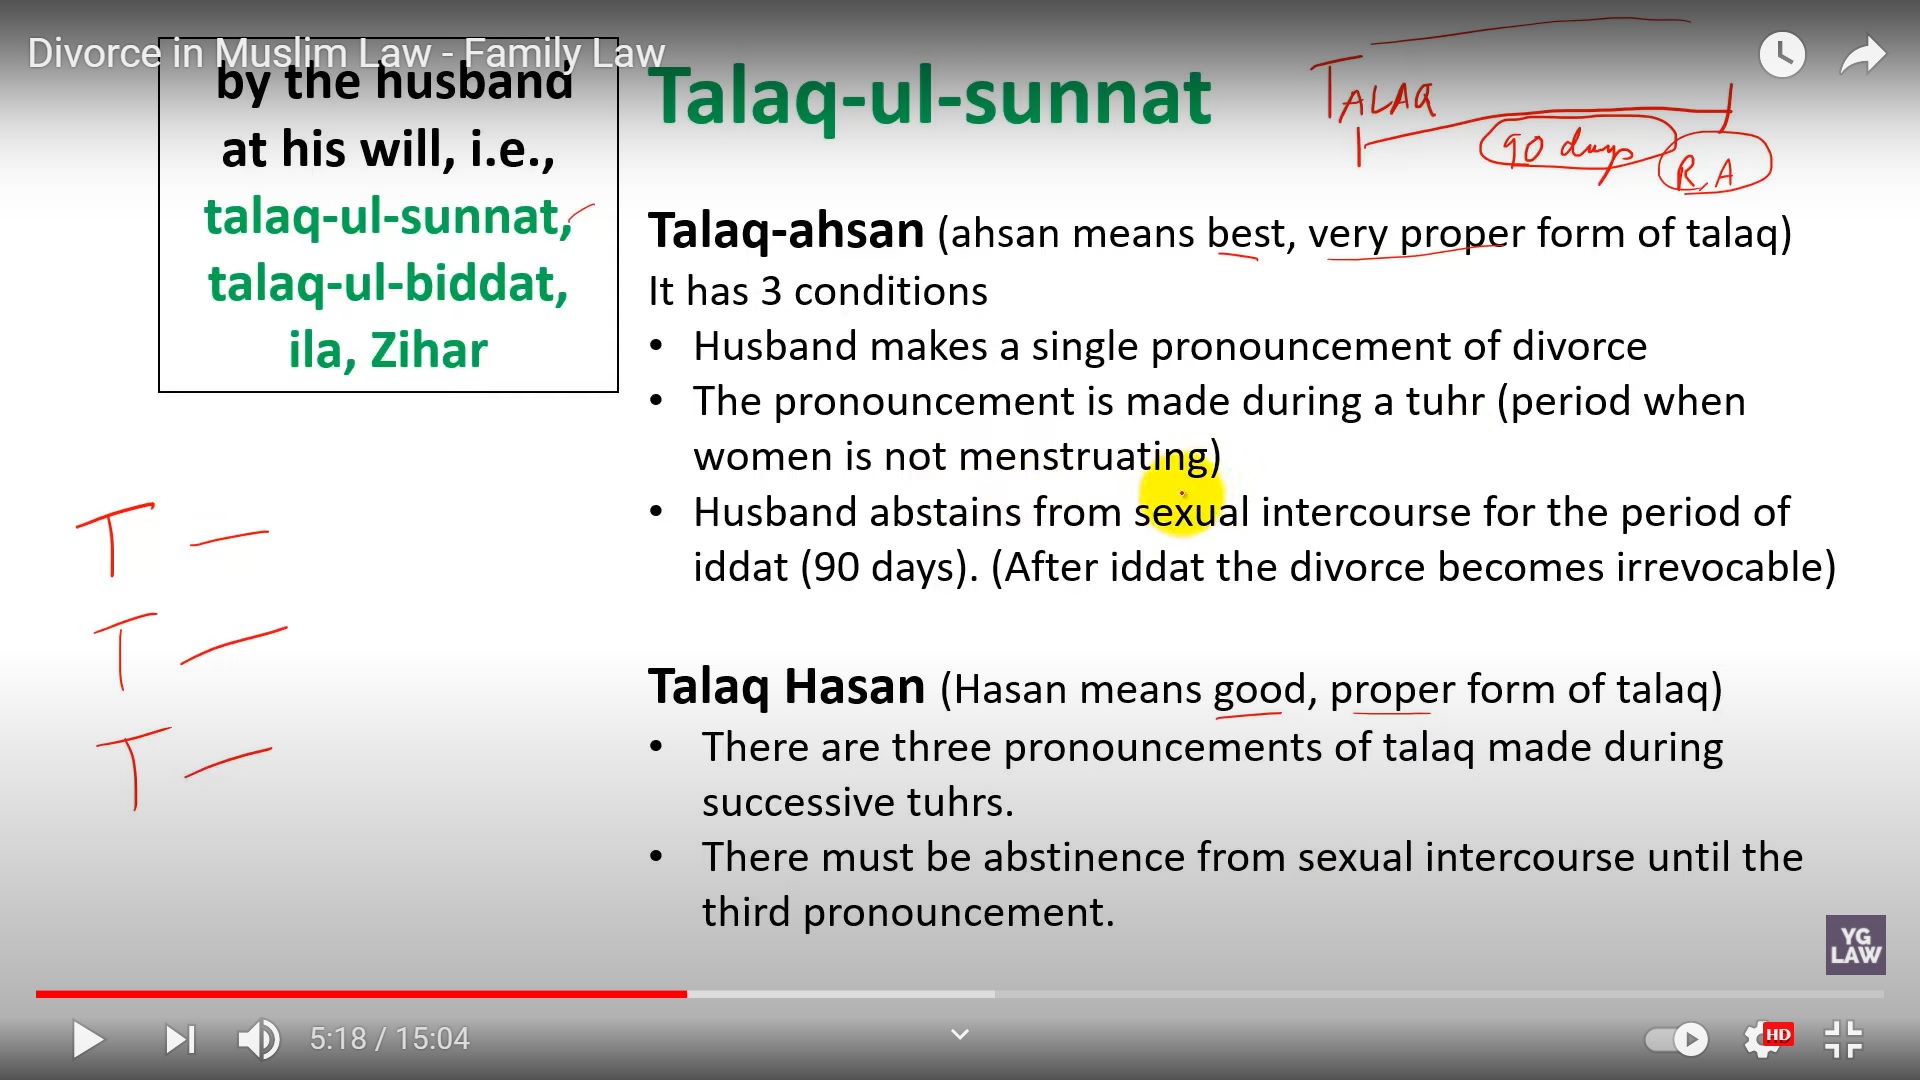 Divorce in Muslim Law - Family Law
by the husband
at his will, i.e.,
talaq-ul-sunnat,
talaq-ul-biddat,
ila, Zihar
T —
T —
T —
Talaq-ul-sunnat
TALAQ
90 days
R, A
Talaq-ahsan (ahsan means best, very proper form of talaq)
It has 3 conditions
• Husband makes a single pronouncement of divorce
• The pronouncement is made during a tuhr (period when
women is not menstruating)
• Husband abstains from sexual intercourse for the period of
iddat (90 days). (After iddat the divorce becomes irrevocable)
Talaq Hasan (Hasan means good, proper form of talaq)
• There are three pronouncements of talaq made during
successive tuhrs.
• There must be abstinence from sexual intercourse until the
third pronouncement.
YG
LAW
5:18 / 15:04
HD